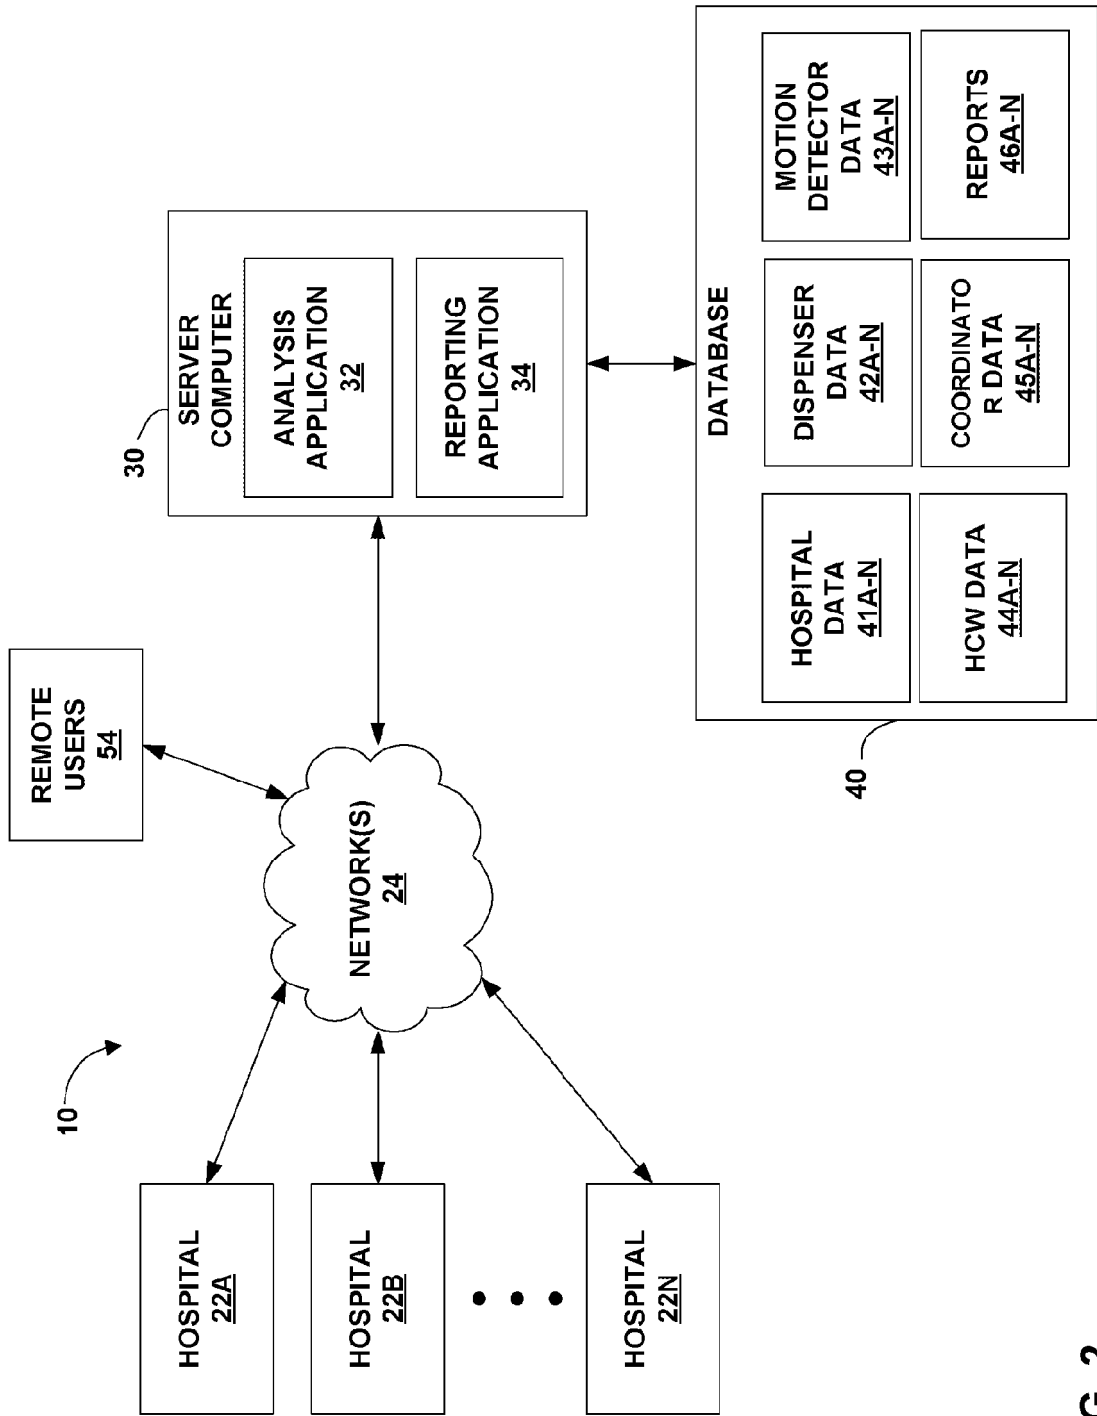 10
HOSPITAL
22A
HOSPITAL
22B
HOSPITAL
22N
NETWORK(S)
24
REMOTE
USERS
54
30
SERVER
COMPUTER
ANALYSIS
APPLICATION
32
REPORTING
APPLICATION
34
40
DATABASE
HOSPITAL
DATA
41A-N
DISPENSER
DATA
42A-N
MOTION
DETECTOR
DATA
43A-N
HCW DATA
44A-N
COORDINATO
R DATA
45A-N
REPORTS
46A-N
G. 2